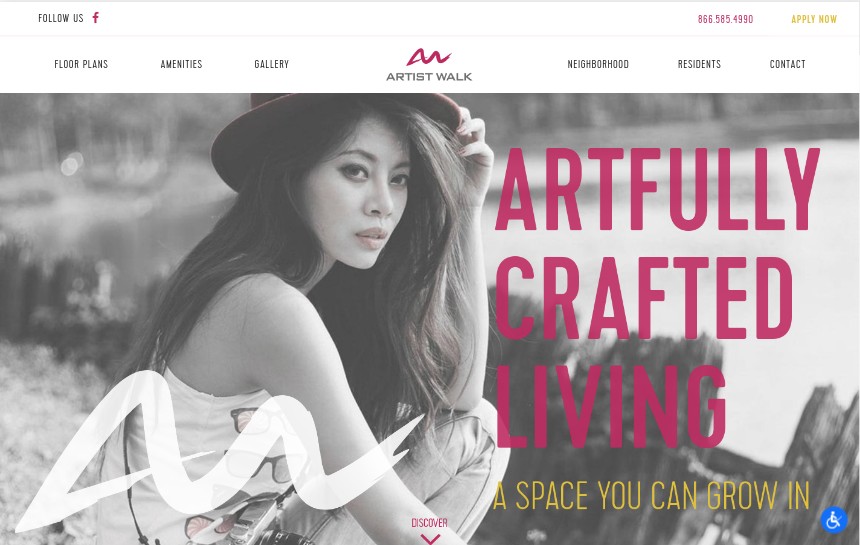 FOLLOW US
866.585.4990
APPLY NOW
FLOOR PLANS
AMENITIES
GALLERY
ARTIST WALK
NEIGHBORHOOD
RESIDENTS
CONTACT
ARTFULLY
CRAFTED
LIVING
A SPACE YOU CAN GROW IN
DISCOVER